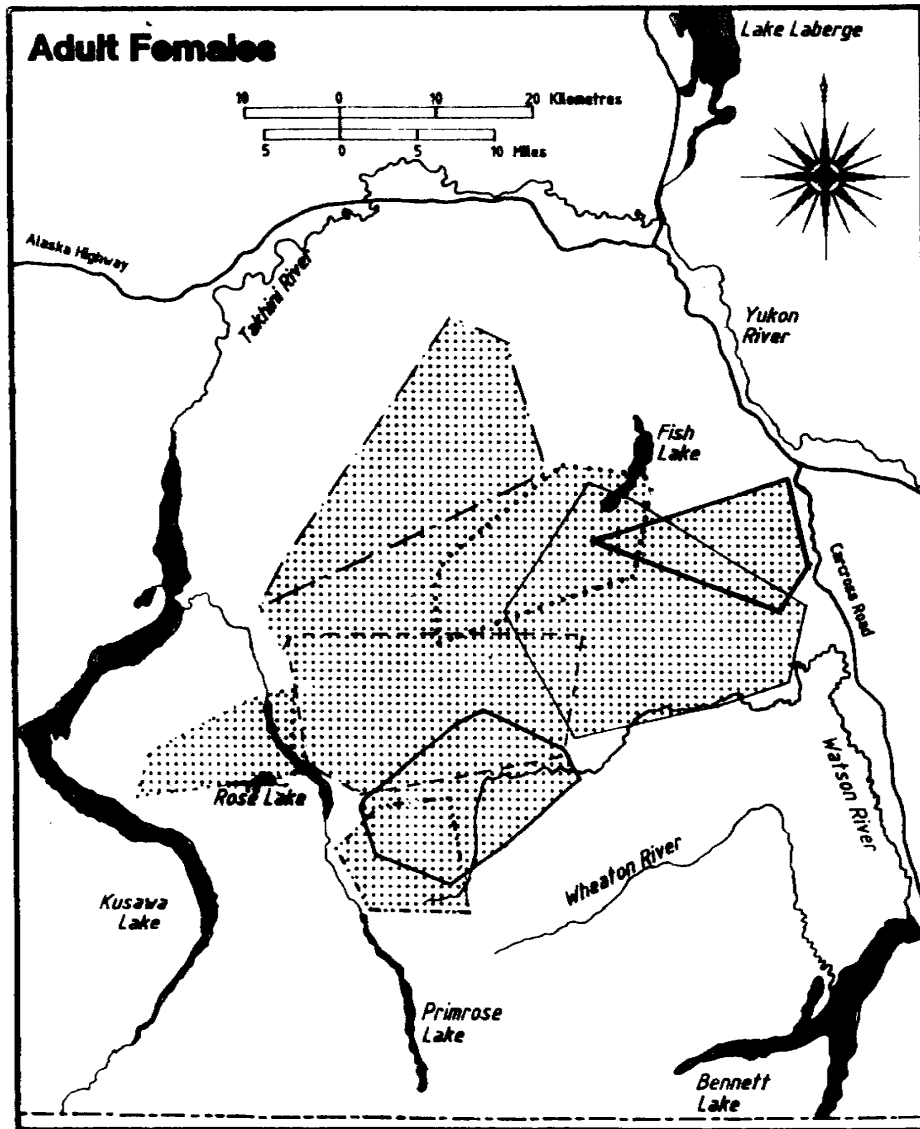 Adult Females
Lake Laberge
10 0 10 20 Kilometres
5 0 5 10 Miles
Alaska Highway
Takhini River
Yukon
River
Fish
Lake
Carcross Road
Rose Lake
Watson River
Wheaton River
Kusawa
Lake
Primrose
Lake
Bennett
Lake